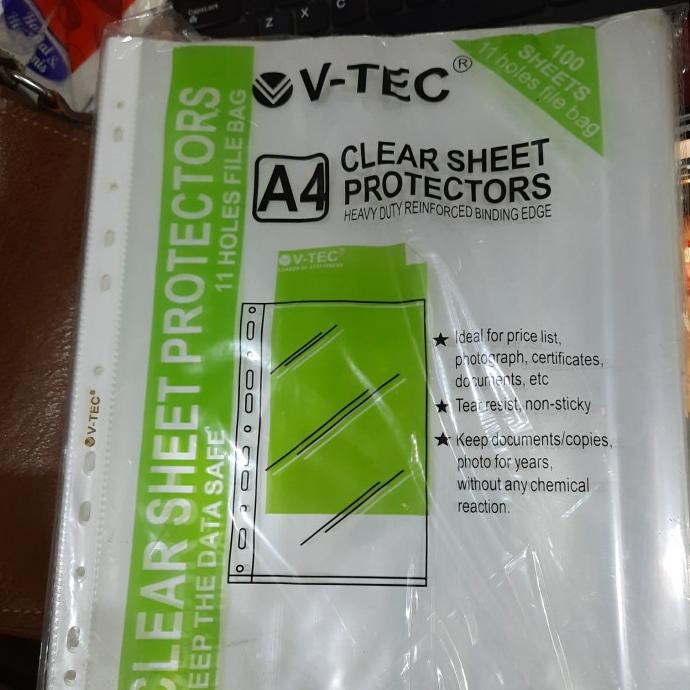 V-TEC®
100
SHEETS
11 holes file bag
A4
CLEAR SHEET
PROTECTORS
HEAVY DUTY REINFORCED BINDING EDGE
CLEAR SHEET PROTECTORS
11 HOLES FILE BAG
EEP THE DATA SAFE
V-TEC
★ Ideal for price list,
photograph, certificates,
documents, etc
★ Tear resist, non-sticky
★ Keep documents/copies,
photo for years,
without any chemical
reaction.
V-TEC®
CapsLock
Z
X
C